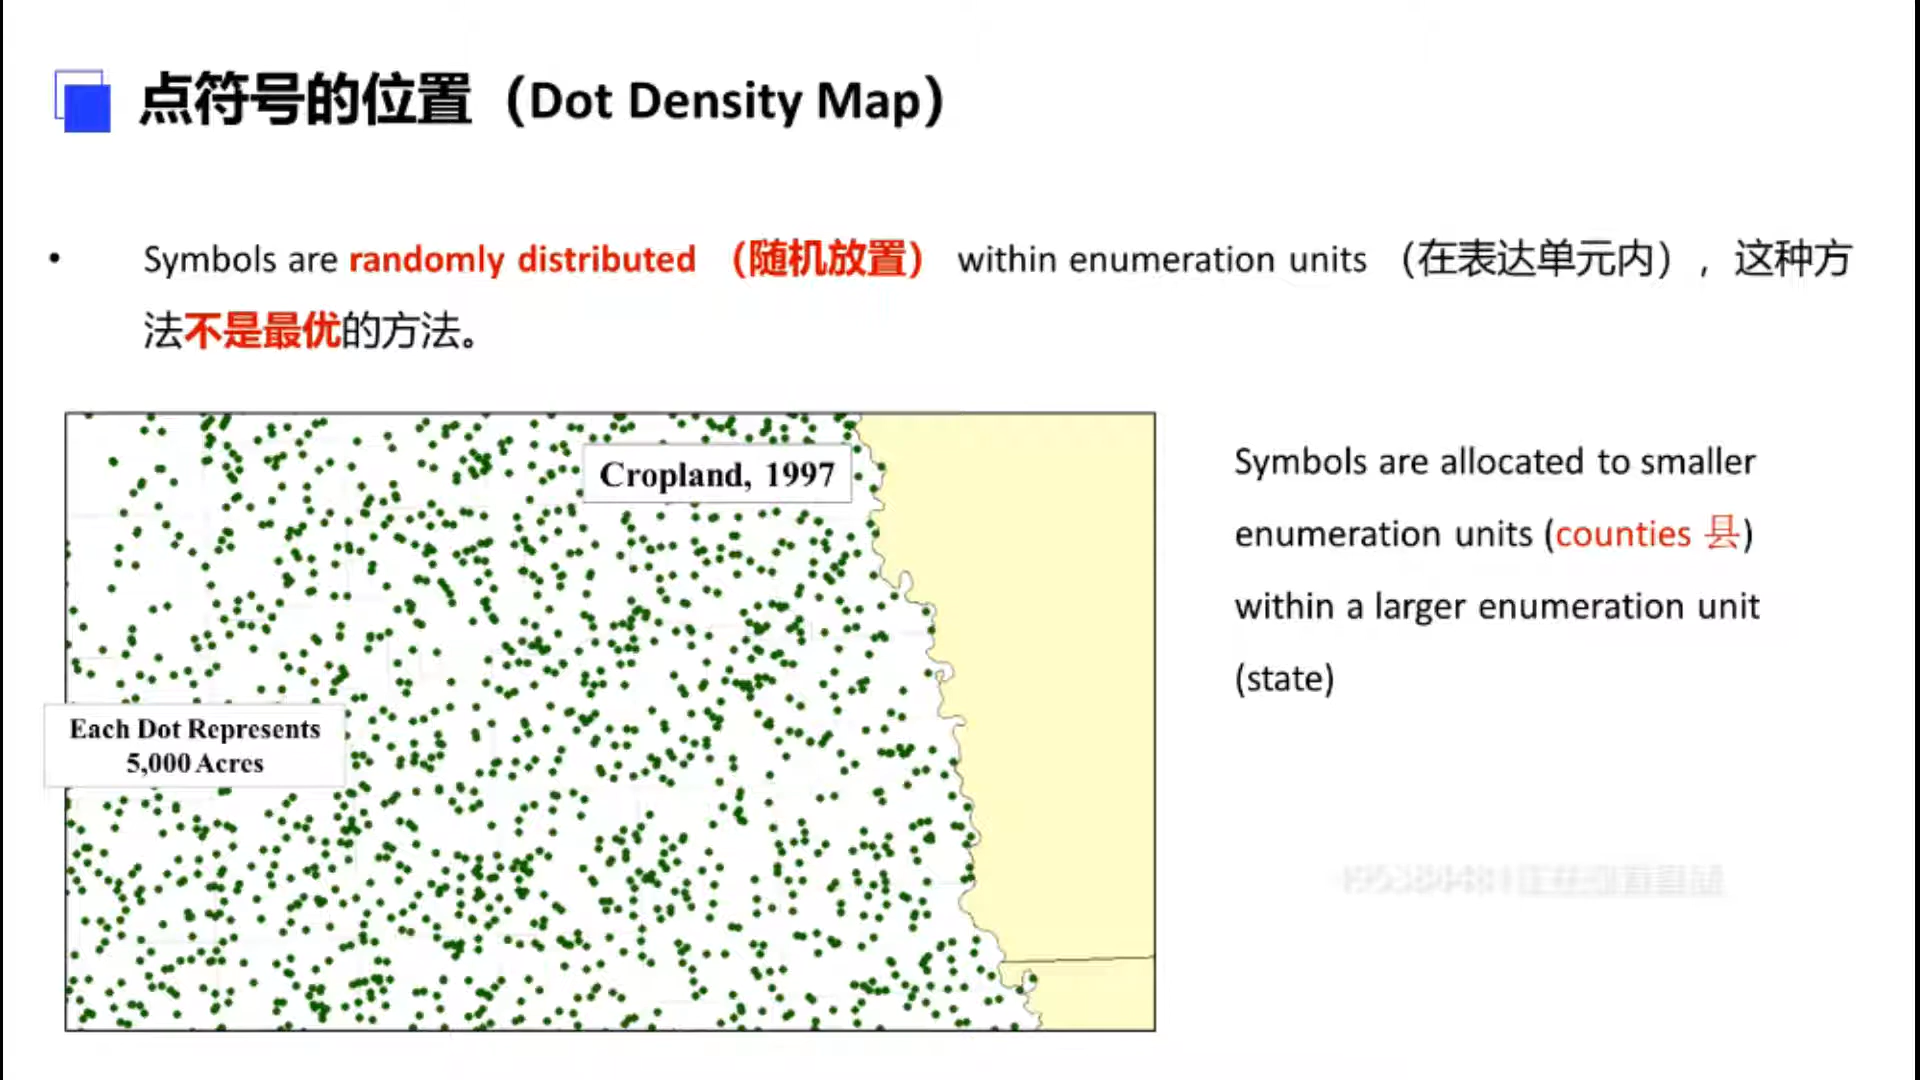 点符号的位置（Dot Density Map）
• Symbols are randomly distributed （随机放置） within enumeration units （在表达单元内），这种方
法不是最优的方法。
Cropland, 1997
Each Dot Represents
5,000 Acres
Symbols are allocated to smaller
enumeration units (counties 县)
within a larger enumeration unit
(state)